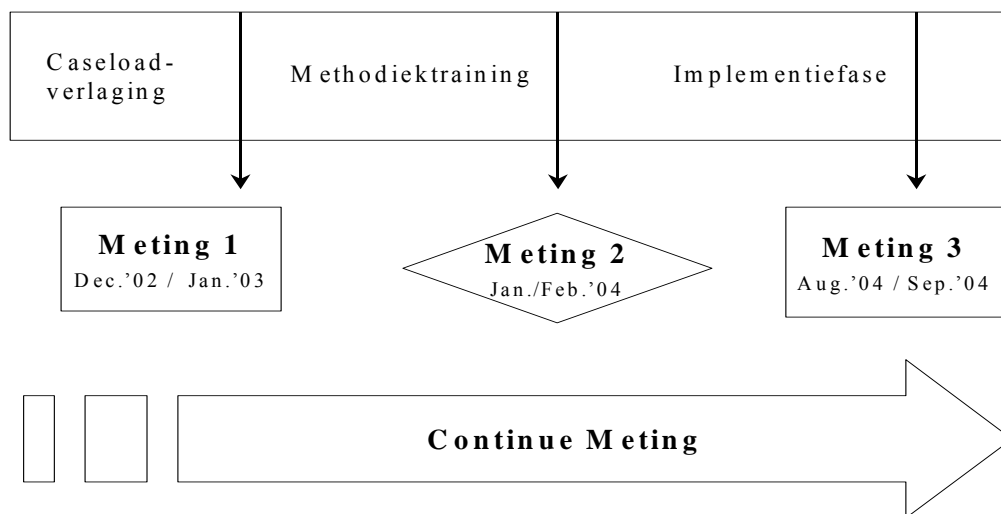 Caseload-
verlaging
Methodiektraining
Implementiefase
Meting 1
Dec.’02 / Jan.’03
Meting 2
Jan./Feb.’04
Meting 3
Aug.’04 / Sep.’04
Continue Meting